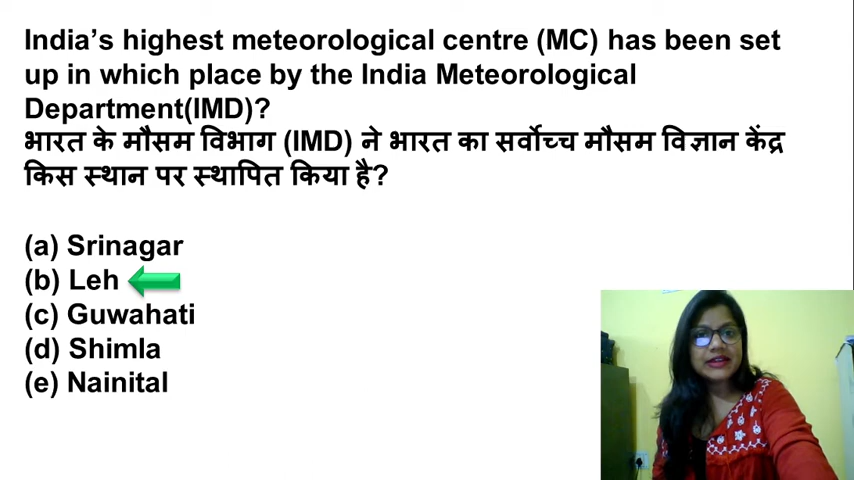 India's highest meteorological centre (MC) has been set
up in which place by the India Meteorological
Department(IMD)?
भारत के मौसम विभाग (IMD) ने भारत का सर्वोच्च मौसम विज्ञान केंद्र
किस स्थान पर स्थापित किया है?
(a) Srinagar
(b) Leh
(c) Guwahati
(d) Shimla
(e) Nainital